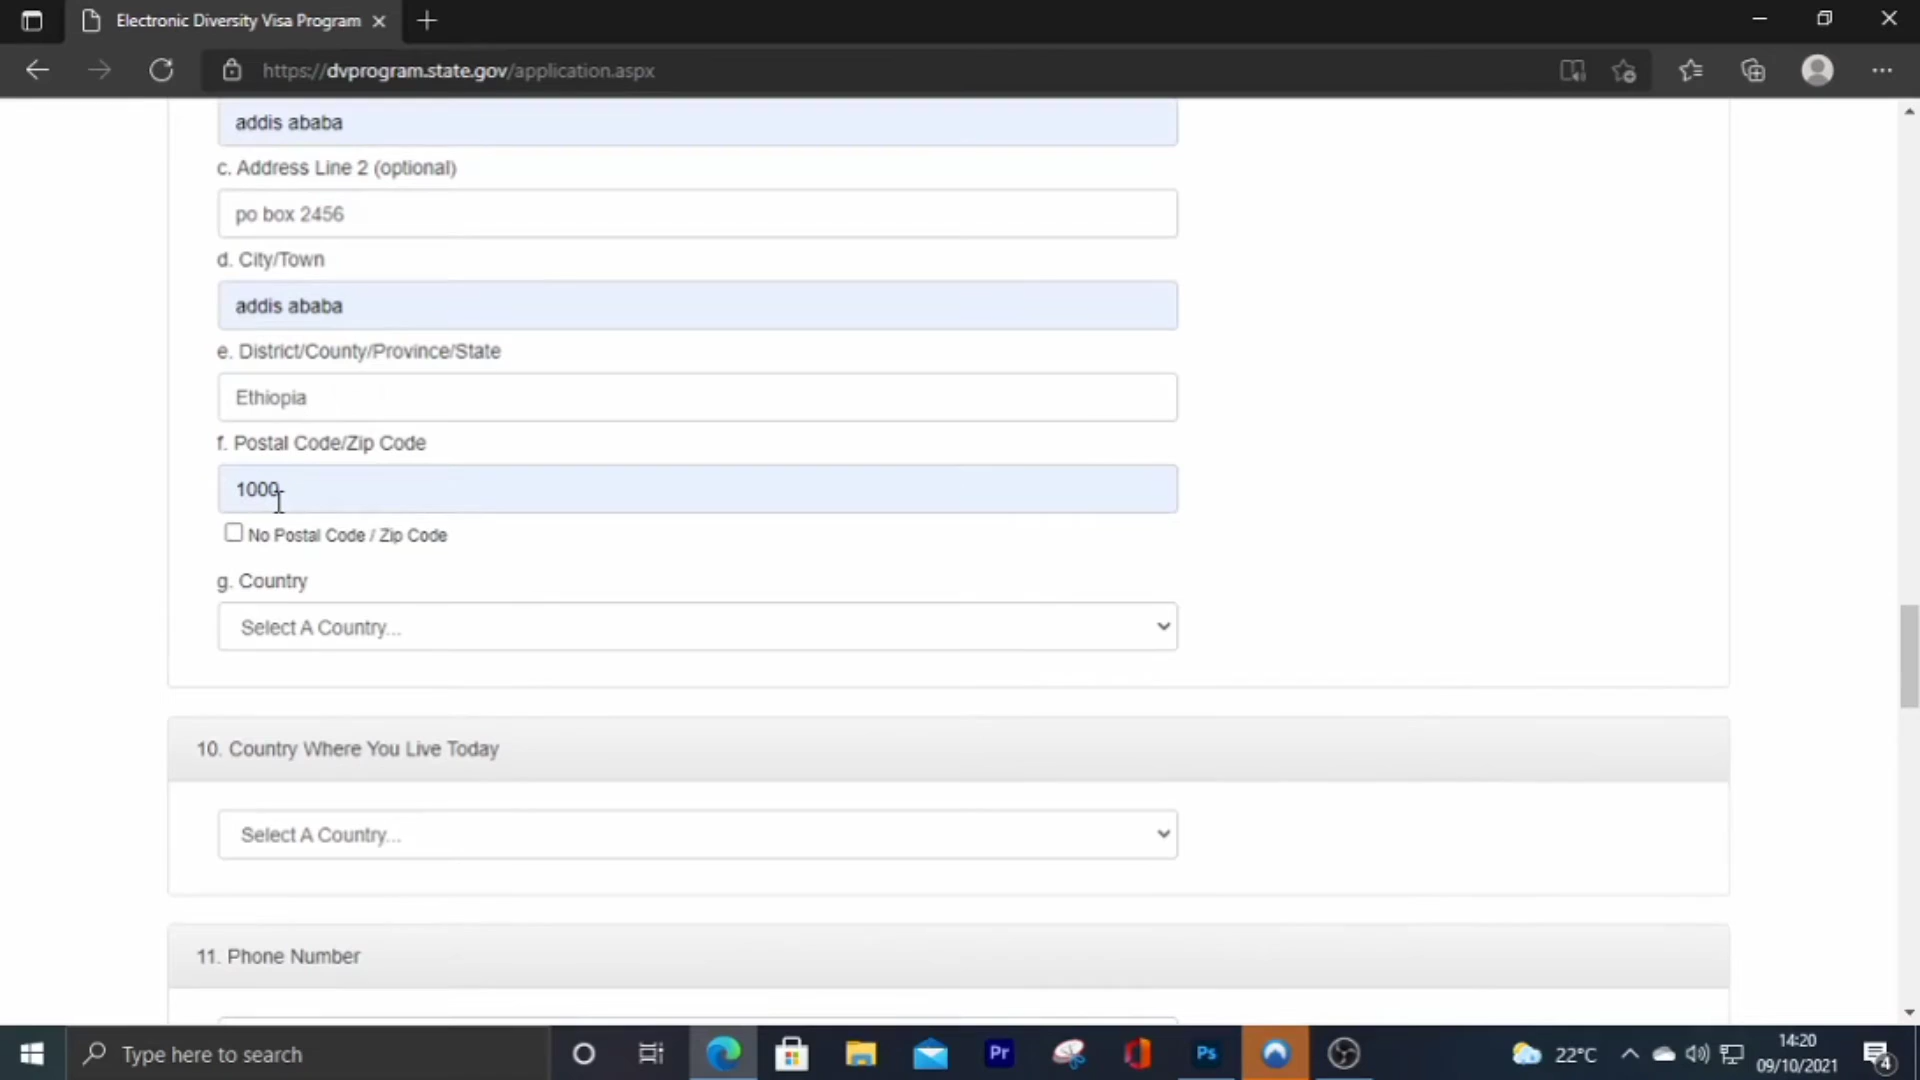 Electronic Diversity Visa Program
https://dvprogram.state.gov/application.aspx
addis ababa
c. Address Line 2 (optional)
po box 2456
d. City/Town
addis ababa
e. District/County/Province/State
Ethiopia
f. Postal Code/Zip Code
1000
No Postal Code / Zip Code
g. Country
Select A Country...
10. Country Where You Live Today
Select A Country...
11. Phone Number
Type here to search
Pr
Ps
22°C
14:20
09/10/2021
4